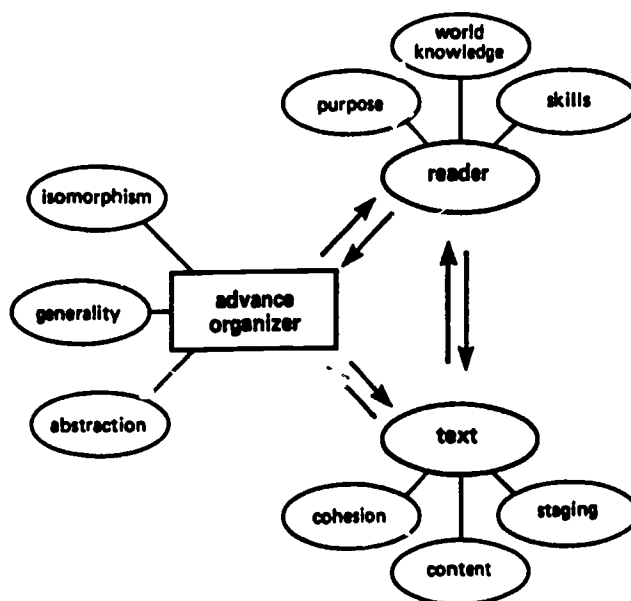 world
knowledge
purpose
skills
reader
isomorphism
advance
organizer
generality
abstraction
text
cohesion
staging
content